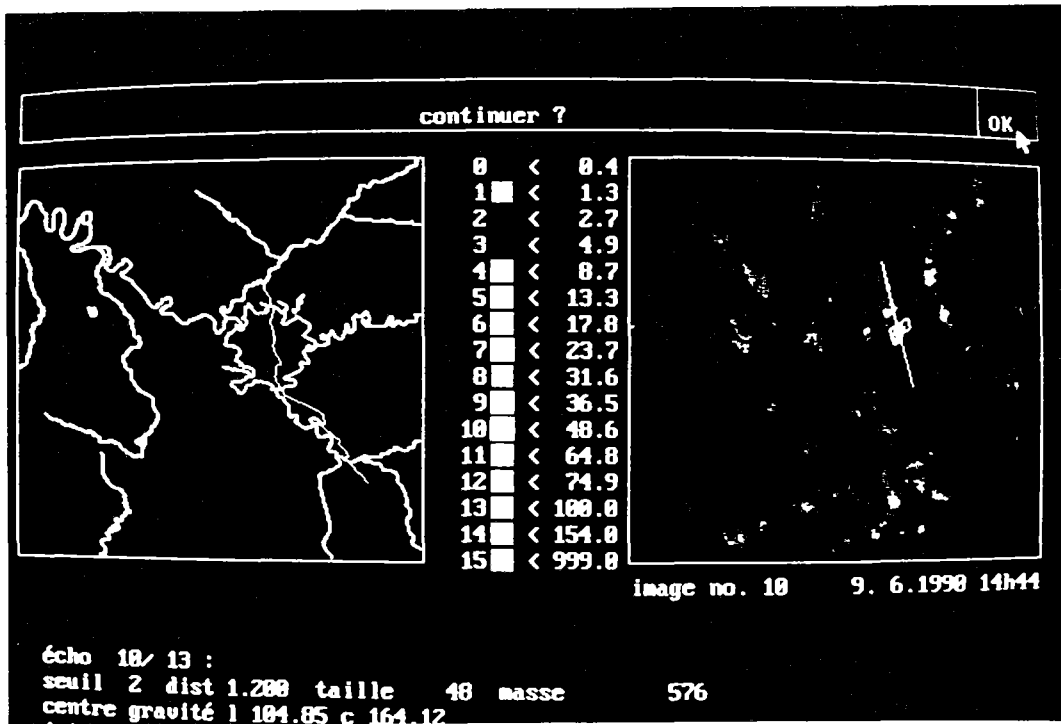 continuer ?
OK
0 < 0.4
1 < 1.3
2 < 2.7
3 < 4.9
4 < 8.7
5 < 13.3
6 < 17.8
7 < 23.7
8 < 31.6
9 < 36.5
10 < 48.6
11 < 64.8
12 < 74.9
13 < 100.0
14 < 154.0
15 < 999.0
image no. 10 9. 6.1990 14h44
écho 10/ 13 :
seuil 2 dist 1.200 taille 48 masse 576
centre gravité l 104.85 c 164.12